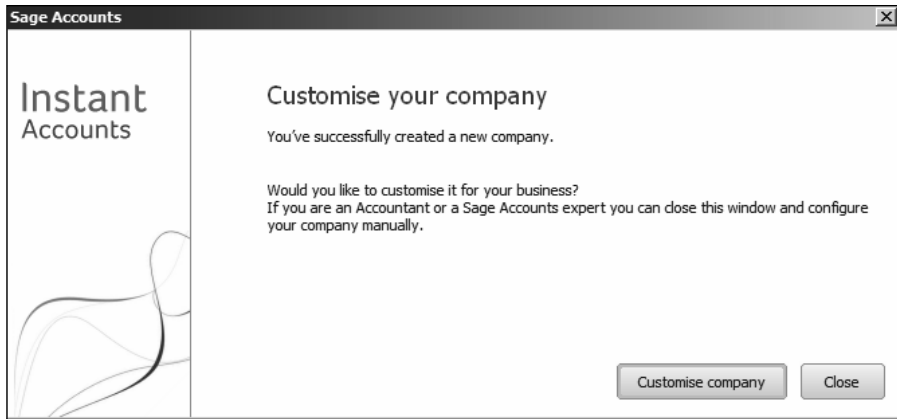 Sage Accounts
Instant
Accounts
Customise your company
You've successfully created a new company.
Would you like to customise it for your business?
If you are an Accountant or a Sage Accounts expert you can close this window and configure
your company manually.
Customise company
Close